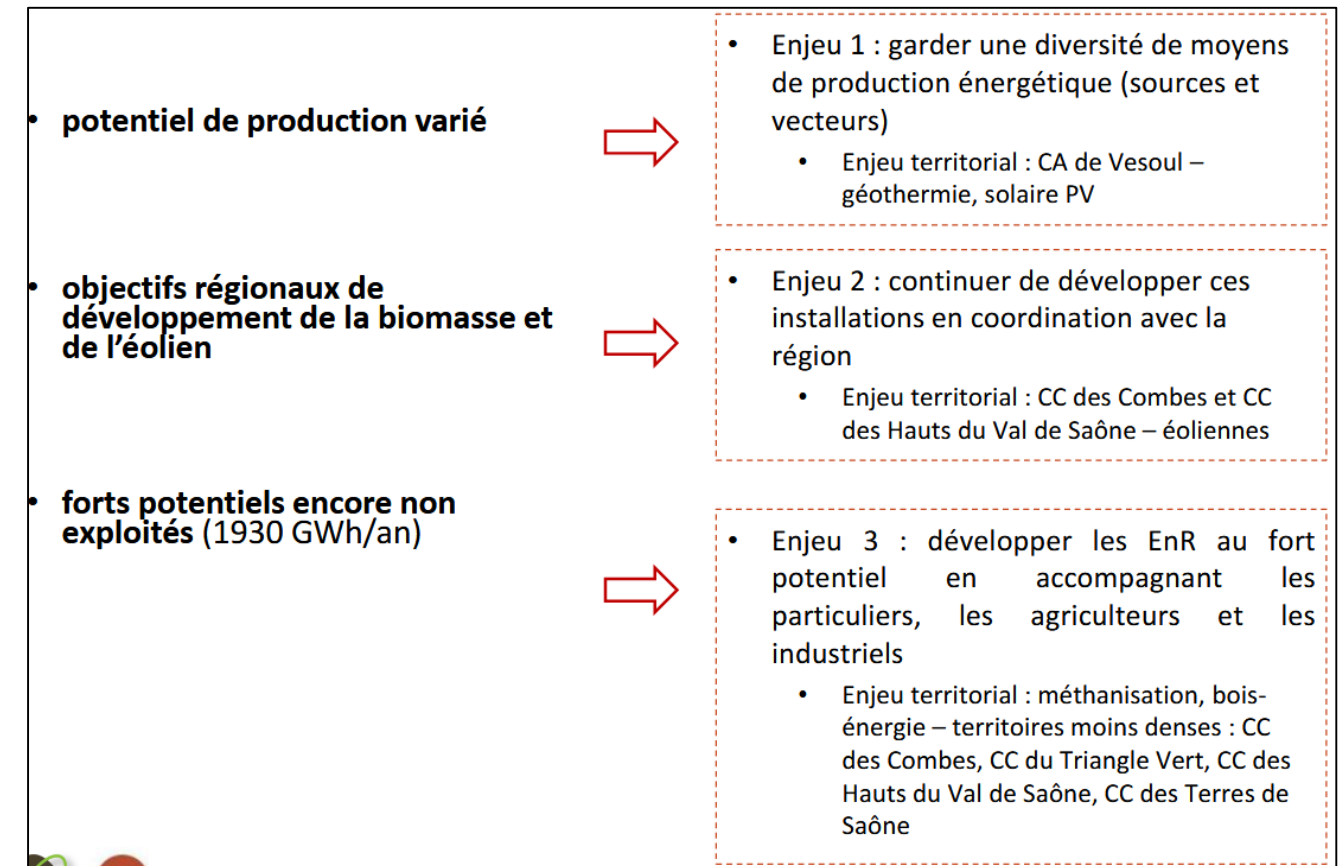 • potentiel de production varié
• Enjeu 1 : garder une diversité de moyens
de production énergétique (sources et
vecteurs)
• Enjeu territorial : CA de Vesoul –
géothermie, solaire PV
• objectifs régionaux de
développement de la biomasse et
de l’éolien
• Enjeu 2 : continuer de développer ces
installations en coordination avec la
région
• Enjeu territorial : CC des Combes et CC
des Hauts du Val de Saône – éoliennes
• forts potentiels encore non
exploités (1930 GWh/an)
• Enjeu 3 : développer les EnR au fort
potentiel en accompagnant les
particuliers, les agriculteurs et les
industriels
• Enjeu territorial : méthanisation, bois-
énergie – territoires moins denses : CC
des Combes, CC du Triangle Vert, CC des
Hauts du Val de Saône, CC des Terres de
Saône